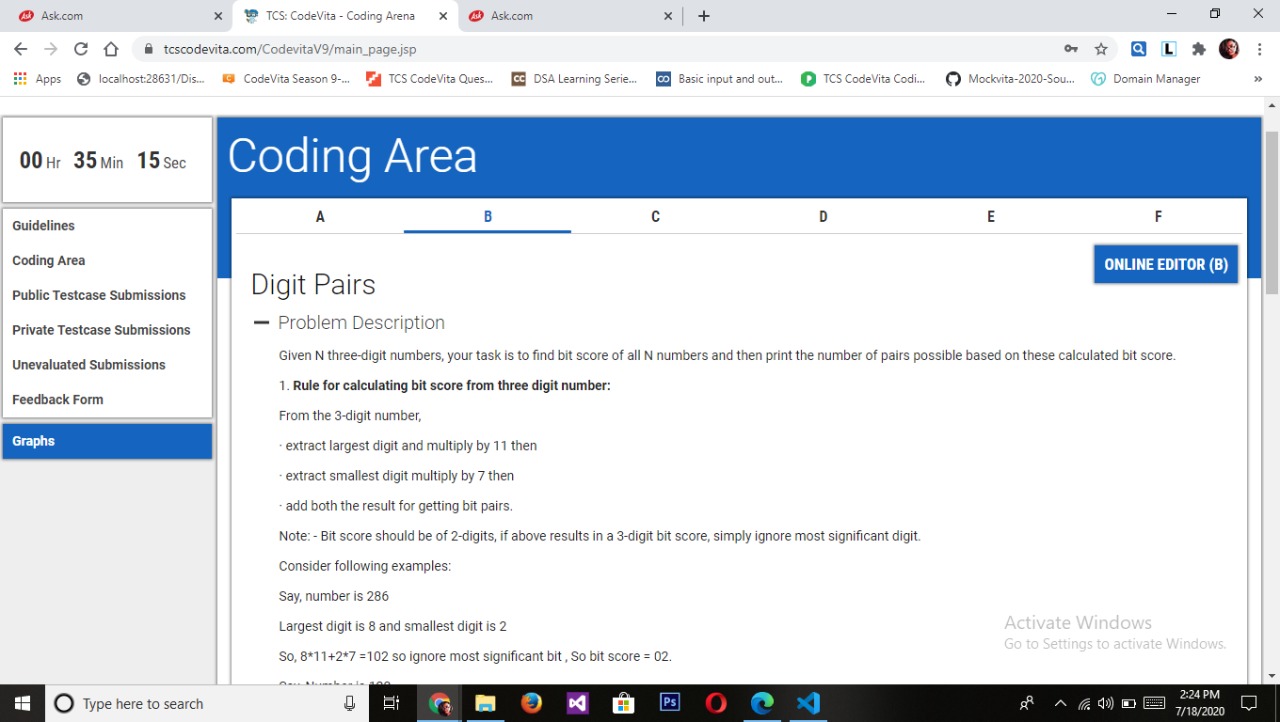 Ask.com
TCS: CodeVita - Coding Arena
Ask.com
tcscodevita.com/CodevitaV9/main_page.jsp
Apps
localhost:28631/Dis...
CodeVita Season 9-...
TCS CodeVita Ques...
DSA Learning Serie...
Basic input and out...
TCS CodeVita Codi...
Mockvita-2020-Sou...
Domain Manager
00 Hr 35 Min 15 Sec
Guidelines
Coding Area
Public Testcase Submissions
Private Testcase Submissions
Unevaluated Submissions
Feedback Form
Graphs
Coding Area
A B C D E F
ONLINE EDITOR (B)
Digit Pairs
Problem Description
Given N three-digit numbers, your task is to find bit score of all N numbers and then print the number of pairs possible based on these calculated bit score.
1. Rule for calculating bit score from three digit number:
From the 3-digit number,
· extract largest digit and multiply by 11 then
· extract smallest digit multiply by 7 then
· add both the result for getting bit pairs.
Note: - Bit score should be of 2-digits, if above results in a 3-digit bit score, simply ignore most significant digit.
Consider following examples:
Say, number is 286
Largest digit is 8 and smallest digit is 2
So, 8*11+2*7 =102 so ignore most significant bit , So bit score = 02.
Activate Windows
Go to Settings to activate Windows.
Type here to search
2:24 PM
7/18/2020